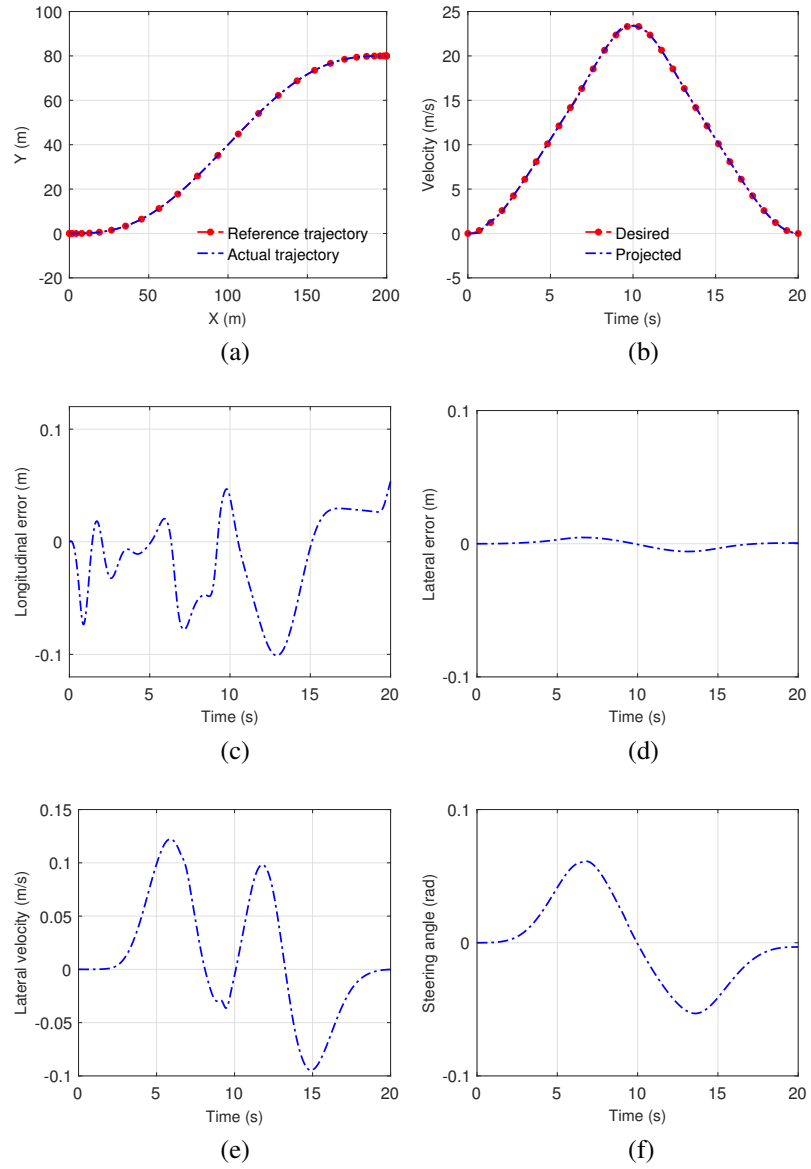 100
80
60
40
20
0
-20
Y (m)
Reference trajectory
Actual trajectory
0 50 100 150 200
X (m)
(a)
25
20
15
10
5
0
-5
Velocity (m/s)
Desired
Projected
0 5 10 15 20
Time (s)
(b)
0.1
0
-0.1
Longitudinal error (m)
0 5 10 15 20
Time (s)
(c)
0.1
0
-0.1
Lateral error (m)
0 5 10 15 20
Time (s)
(d)
0.15
0.1
0.05
0
-0.05
-0.1
Lateral velocity (m/s)
0 5 10 15 20
Time (s)
(e)
0.1
0
-0.1
Steering angle (rad)
0 5 10 15 20
Time (s)
(f)